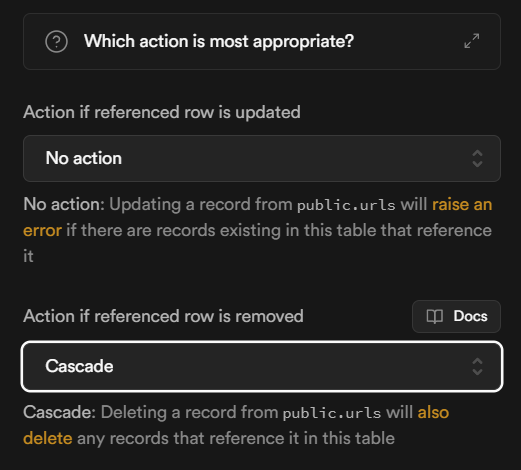 Which action is most appropriate?
Action if referenced row is updated
No action
No action: Updating a record from public.urls will raise an
error if there are records existing in this table that reference
it
Action if referenced row is removed
Docs
Cascade
Cascade: Deleting a record from public.urls will also
delete any records that reference it in this table